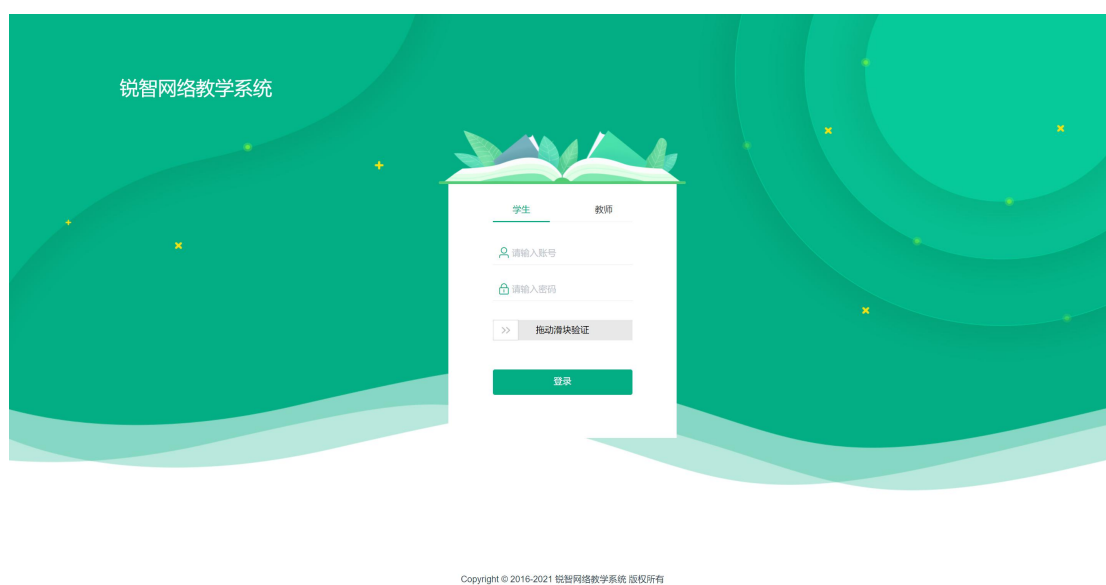 锐智网络教学系统
学生 教师
请输入账号
请输入密码
拖动滑块验证
登录
Copyright © 2016-2021 锐智网络教学系统 版权所有